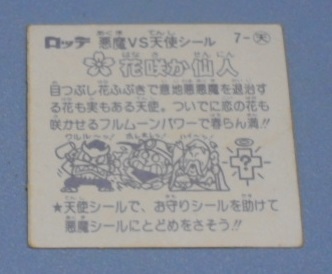 ロッテ 悪魔VS天使シール 7-天
花咲か仙人
目つぶし花ふぶきで意地悪悪魔を退治す
る花も実もある天使。ついでに恋の花も
咲かせるフルムーンパワーで春らん満!!
★天使シールで、お守りシールを助けて
悪魔シールにとどめをさそう!!